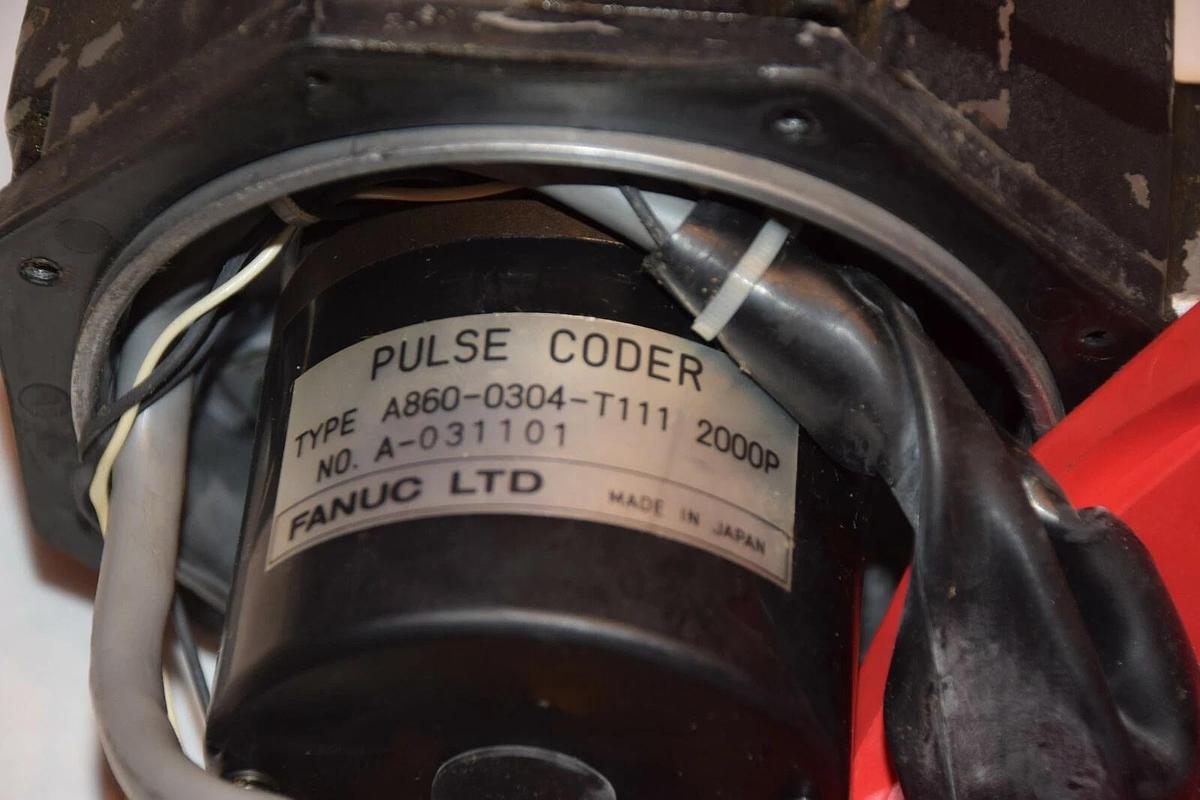 PULSE CODER
TYPE A860-0304-T111 2000P
NO. A-031101
FANUC LTD MADE IN JAPAN